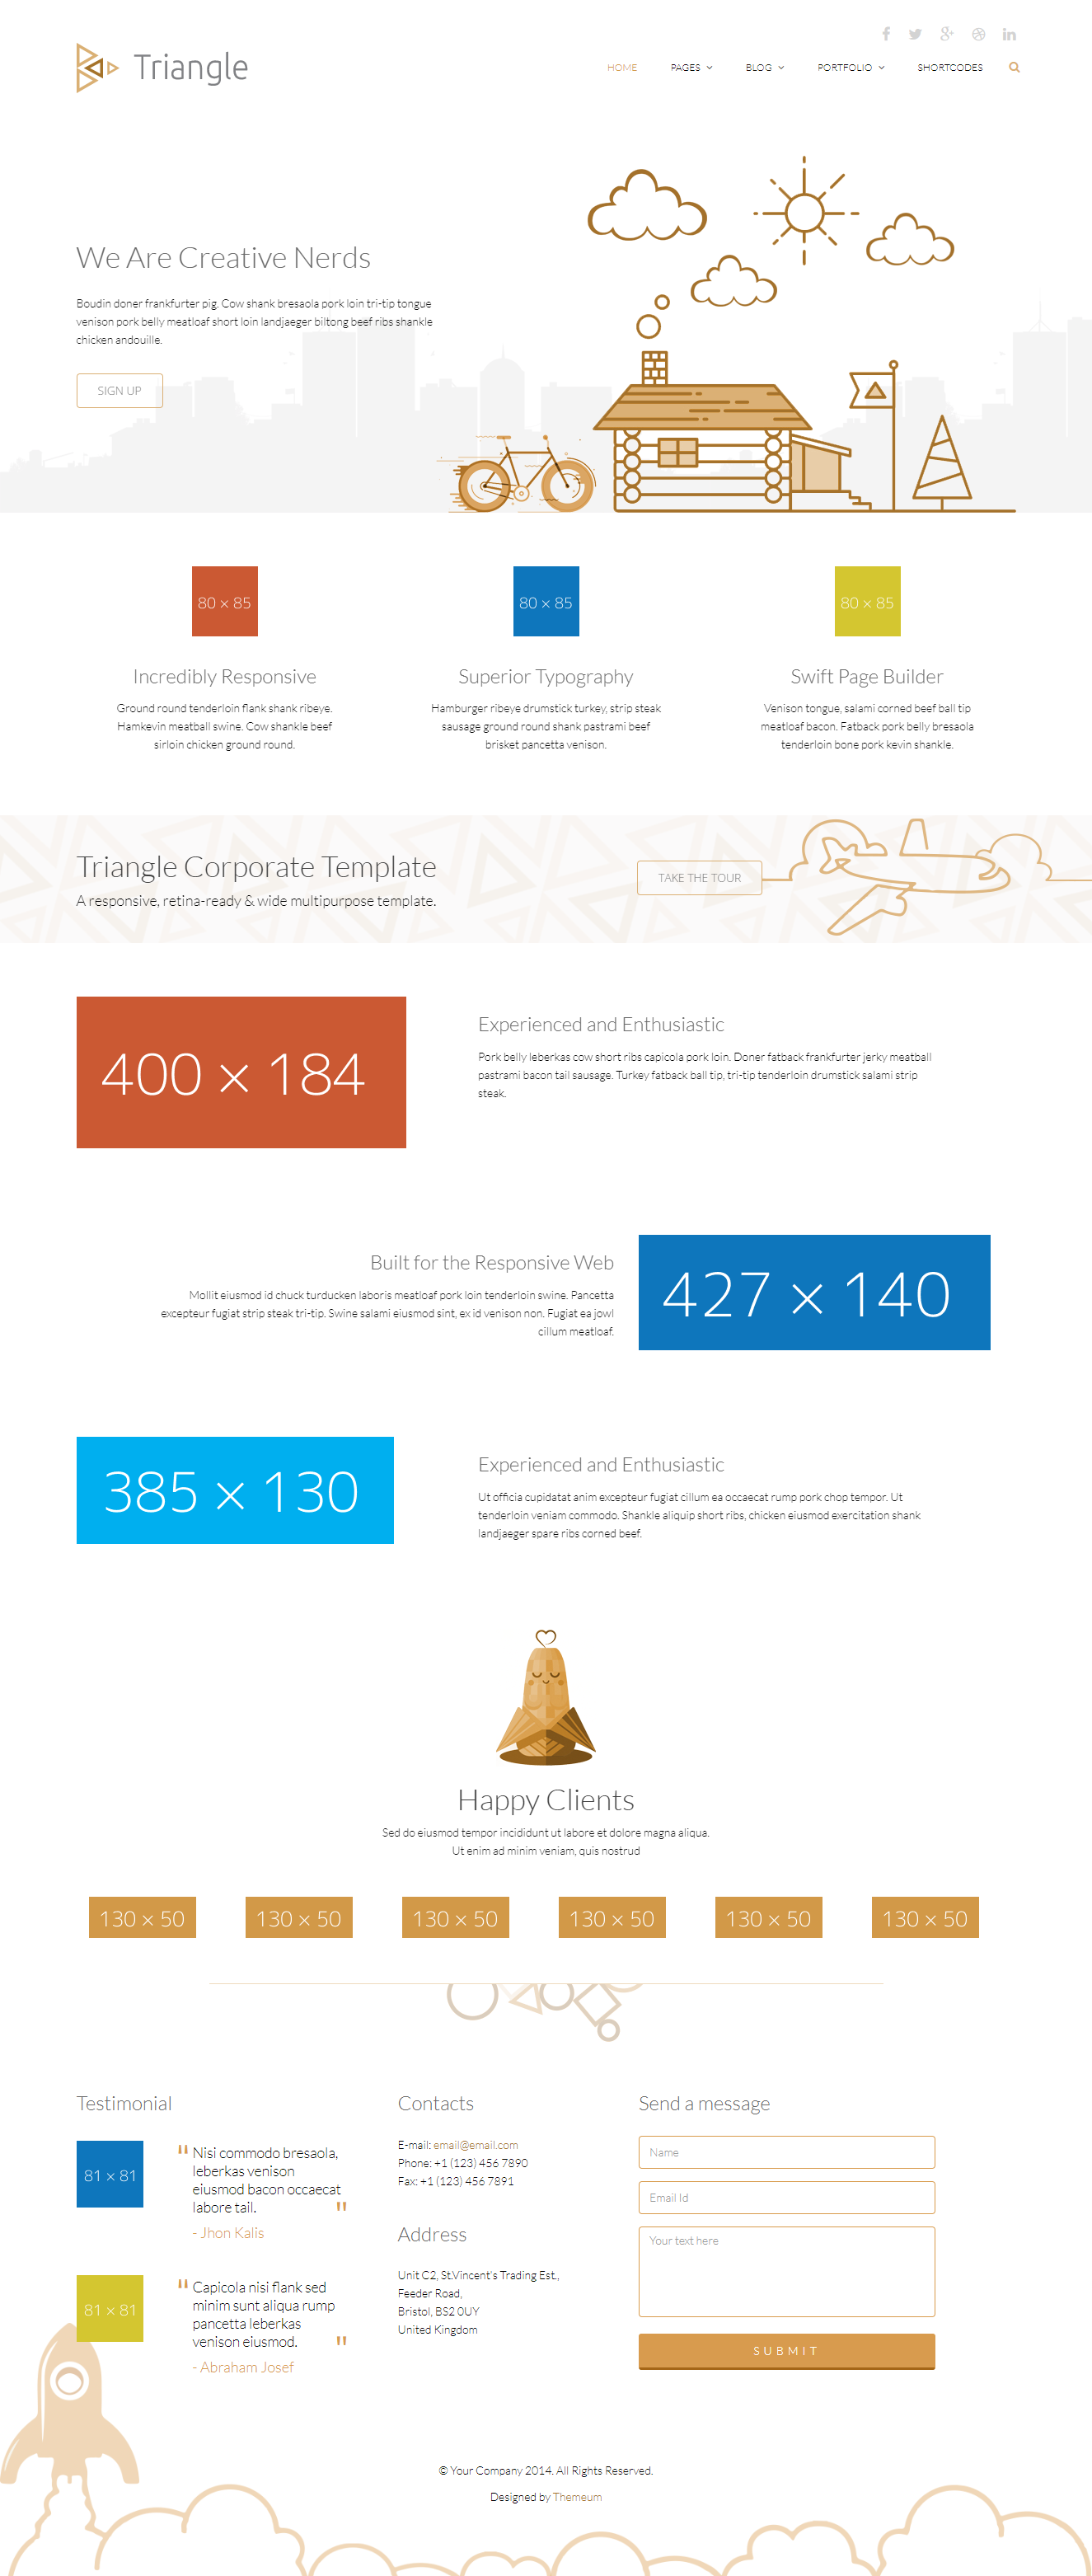 Triangle
HOME
PAGES
BLOG
PORTFOLIO
SHORTCODES
We Are Creative Nerds
Boudin doner frankfurter pig. Cow shank bresaola pork loin tri-tip tongue
venison pork belly meatloaf short loin landjaeger biltong beef ribs shankle
chicken andouille.
SIGN UP
80 × 85
80 × 85
80 × 85
Incredibly Responsive
Ground round tenderloin flank shank ribeye.
Hamkevin meatball swine. Cow shankle beef
sirloin chicken ground round.
Superior Typography
Hamburger ribeye drumstick turkey, strip steak
sausage ground round shank pastrami beef
brisket pancetta venison.
Swift Page Builder
Venison tongue, salami corned beef ball tip
meatloaf bacon. Fatback pork belly bresaola
tenderloin bone pork kevin shankle.
Triangle Corporate Template
A responsive, retina-ready & wide multipurpose template.
TAKE THE TOUR
400 × 184
Experienced and Enthusiastic
Pork belly leberkas cow short ribs capicola pork loin. Doner fatback frankfurter jerky meatball
pastrami bacon tail sausage. Turkey fatback ball tip, tri-tip tenderloin drumstick salami strip
steak.
Built for the Responsive Web
Mollit eiusmod id chuck turducken laboris meatloaf pork loin tenderloin swine. Pancetta
excepteur fugiat strip steak tri-tip. Swine salami eiusmod sint, ex id venison non. Fugiat ea jowl
cillum meatloaf.
427 × 140
385 × 130
Experienced and Enthusiastic
Ut officia cupidatat anim excepteur fugiat cillum ea occaecat rump pork chop tempor. Ut
tenderloin veniam commodo. Shankle aliquip short ribs, chicken eiusmod exercitation shank
landjaeger spare ribs corned beef.
Happy Clients
Sed do eiusmod tempor incididunt ut labore et dolore magna aliqua.
Ut enim ad minim veniam, quis nostrud
130 × 50
130 × 50
130 × 50
130 × 50
130 × 50
130 × 50
Testimonial
81 × 81
" Nisi commodo bresaola,
leberkas venison
eiusmod bacon occaecat
labore tail. "
- Jhon Kalis
81 × 81
" Capicola nisi flank sed
minim sunt aliqua rump
pancetta leberkas
venison eiusmod. "
- Abraham Josef
Contacts
E-mail: email@email.com
Phone: +1 (123) 456 7890
Fax: +1 (123) 456 7891
Address
Unit C2, St.Vincent's Trading Est.,
Feeder Road,
Bristol, BS2 0UY
United Kingdom
Send a message
Name
Email Id
Your text here
SUBMIT
© Your Company 2014. All Rights Reserved.
Designed by Themeum